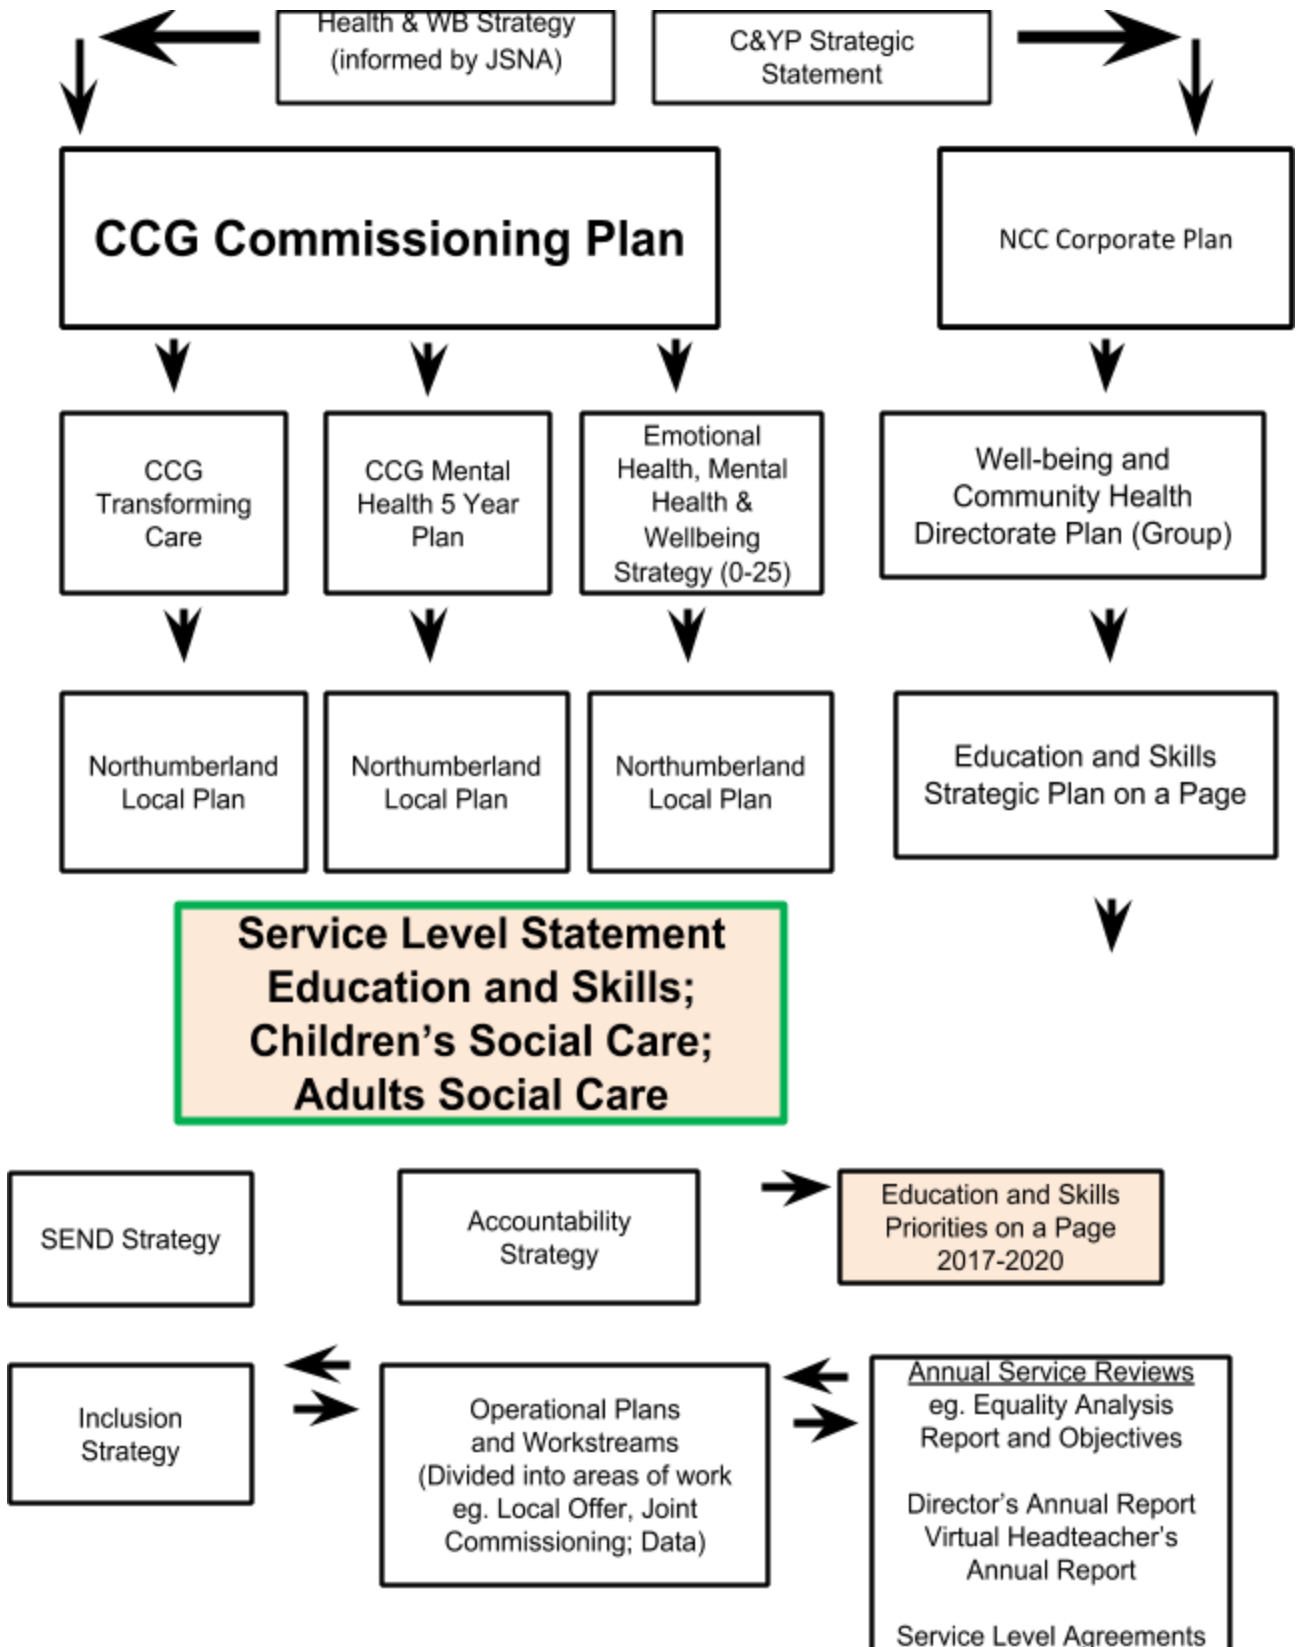 Health & WB Strategy
(informed by JSNA)
C&YP Strategic
Statement
CCG Commissioning Plan
NCC Corporate Plan
CCG
Transforming
Care
CCG Mental
Health 5 Year
Plan
Emotional
Health, Mental
Health &
Wellbeing
Strategy (0-25)
Well-being and
Community Health
Directorate Plan (Group)
Northumberland
Local Plan
Northumberland
Local Plan
Northumberland
Local Plan
Education and Skills
Strategic Plan on a Page
Service Level Statement
Education and Skills;
Children’s Social Care;
Adults Social Care
SEND Strategy
Accountability
Strategy
Education and Skills
Priorities on a Page
2017-2020
Inclusion
Strategy
Operational Plans
and Workstreams
(Divided into areas of work
eg. Local Offer, Joint
Commissioning; Data)
Annual Service Reviews
eg. Equality Analysis
Report and Objectives
Director’s Annual Report
Virtual Headteacher’s
Annual Report
Service Level Agreements